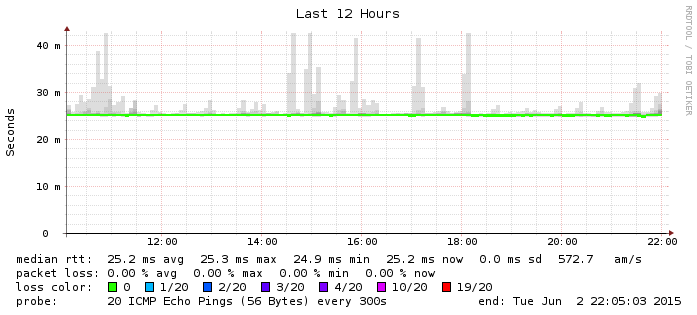 Last 12 Hours
RRDTOOL / TOBI OETIKER
Seconds
40 m
30 m
20 m
10 m
0
12:00 14:00 16:00 18:00 20:00 22:00
median rtt: 25.2 ms avg 25.3 ms max 24.9 ms min 25.2 ms now 0.0 ms sd 572.7 am/s
packet loss: 0.00 % avg 0.00 % max 0.00 % min 0.00 % now
loss color: 0 1/20 2/20 3/20 4/20 10/20 19/20
probe: 20 ICMP Echo Pings (56 Bytes) every 300s end: Tue Jun 2 22:05:03 2015